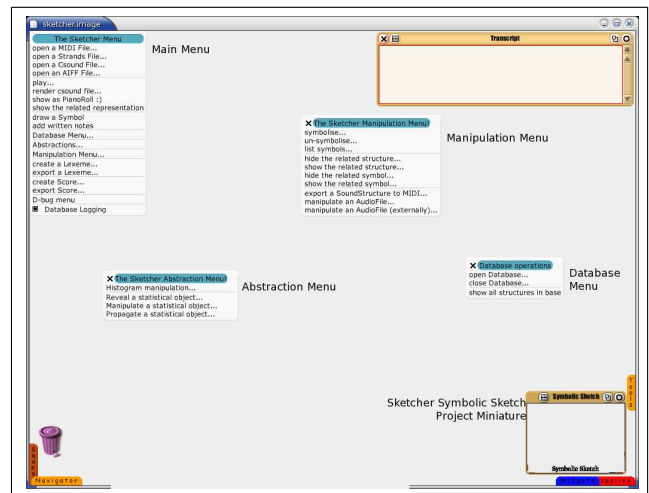 sketcher.image
The Sketcher Menu
open a MIDI File...
open a Strands File...
open a Csound File...
open an AIFF File...
play...
render csound file...
show as PianoRoll :)
show the related representation
draw a Symbol
add written notes
Database Menu...
Abstractions...
Manipulation Menu...
create a Lexeme...
export a Lexeme...
create Score...
export Score...
D-bug menu
Database Logging
Main Menu
Transcript
The Sketcher Manipulation Menu!
symbolise...
un-symbolise...
list symbols...
hide the related structure...
show the related structure...
hide the related symbol...
show the related symbol...
export a SoundStructure to MIDI...
manipulate an AudioFile...
manipulate an AudioFile (externally)...
Manipulation Menu
The Sketcher Abstraction Menu!
Histogram manipulation...
Reveal a statistical object...
Manipulate a statistical object...
Propagate a statistical object...
Abstraction Menu
Database operations
open Database...
close Database...
show all structures in base
Database
Menu
Sketcher Symbolic Sketch
Project Miniature
Symbolic Sketch
Symbolic Sketch
Tools
Navigator
Widgets